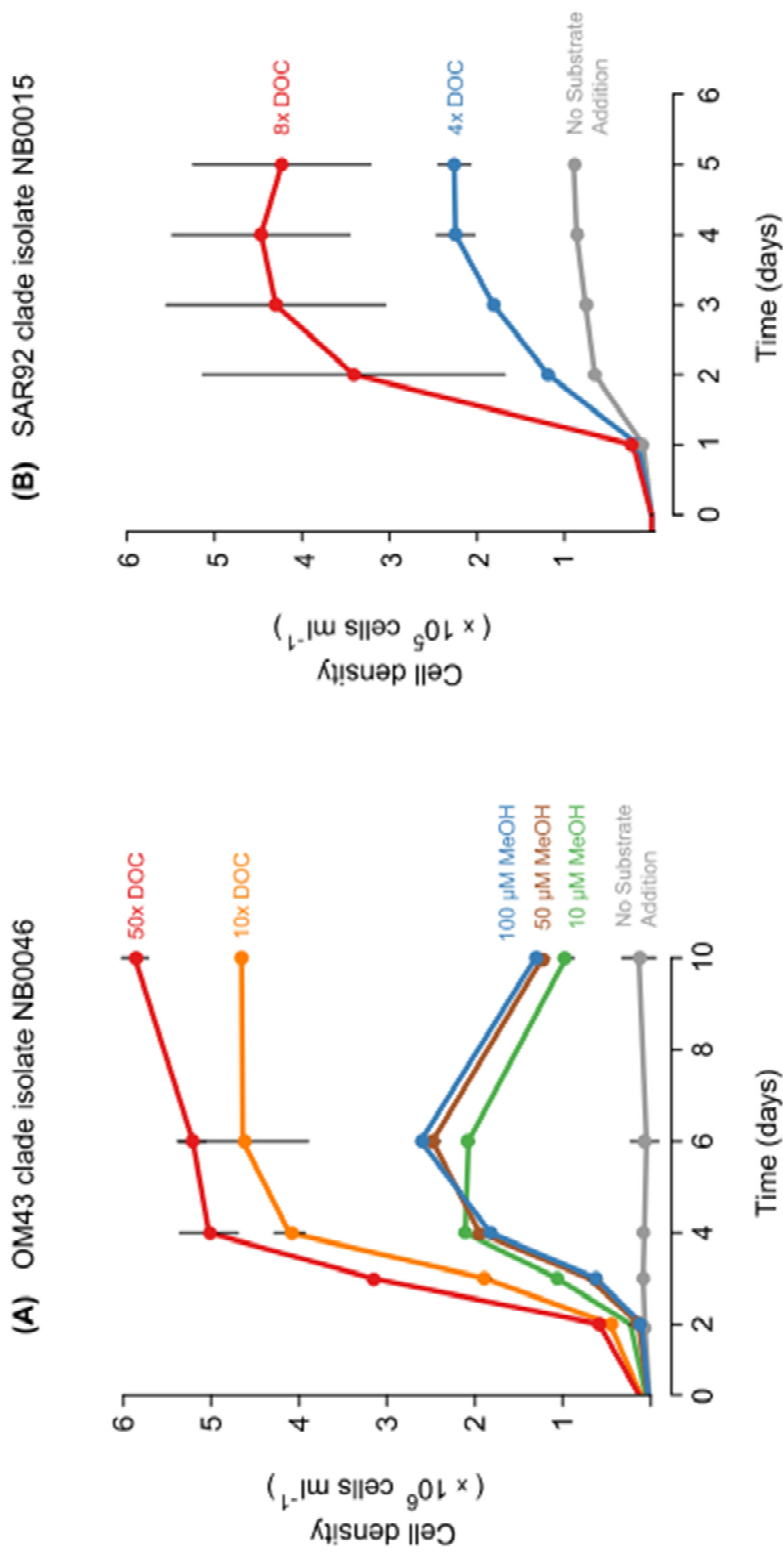 (A) OM43 clade isolate NB0046
Cell density
( x 10⁶ cells ml⁻¹ )
6
5
4
3
2
1
0
2
4
6
8
10
Time (days)
50x DOC
10x DOC
100 µM MeOH
50 µM MeOH
10 µM MeOH
No Substrate
Addition
(B) SAR92 clade isolate NB0015
Cell density
( x 10⁵ cells ml⁻¹ )
6
5
4
3
2
1
0
1
2
3
4
5
6
Time (days)
8x DOC
4x DOC
No Substrate
Addition